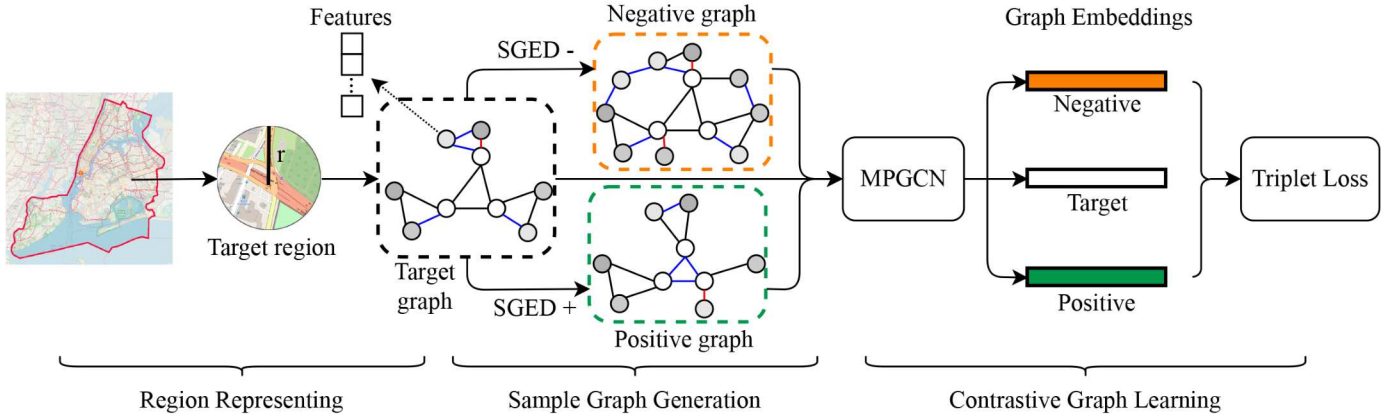 Features
Negative graph
Graph Embeddings
SGED -
Negative
r
MPGCN
Target
Triplet Loss
Target region
Target
graph
SGED +
Positive
Positive graph
Region Representing
Sample Graph Generation
Contrastive Graph Learning